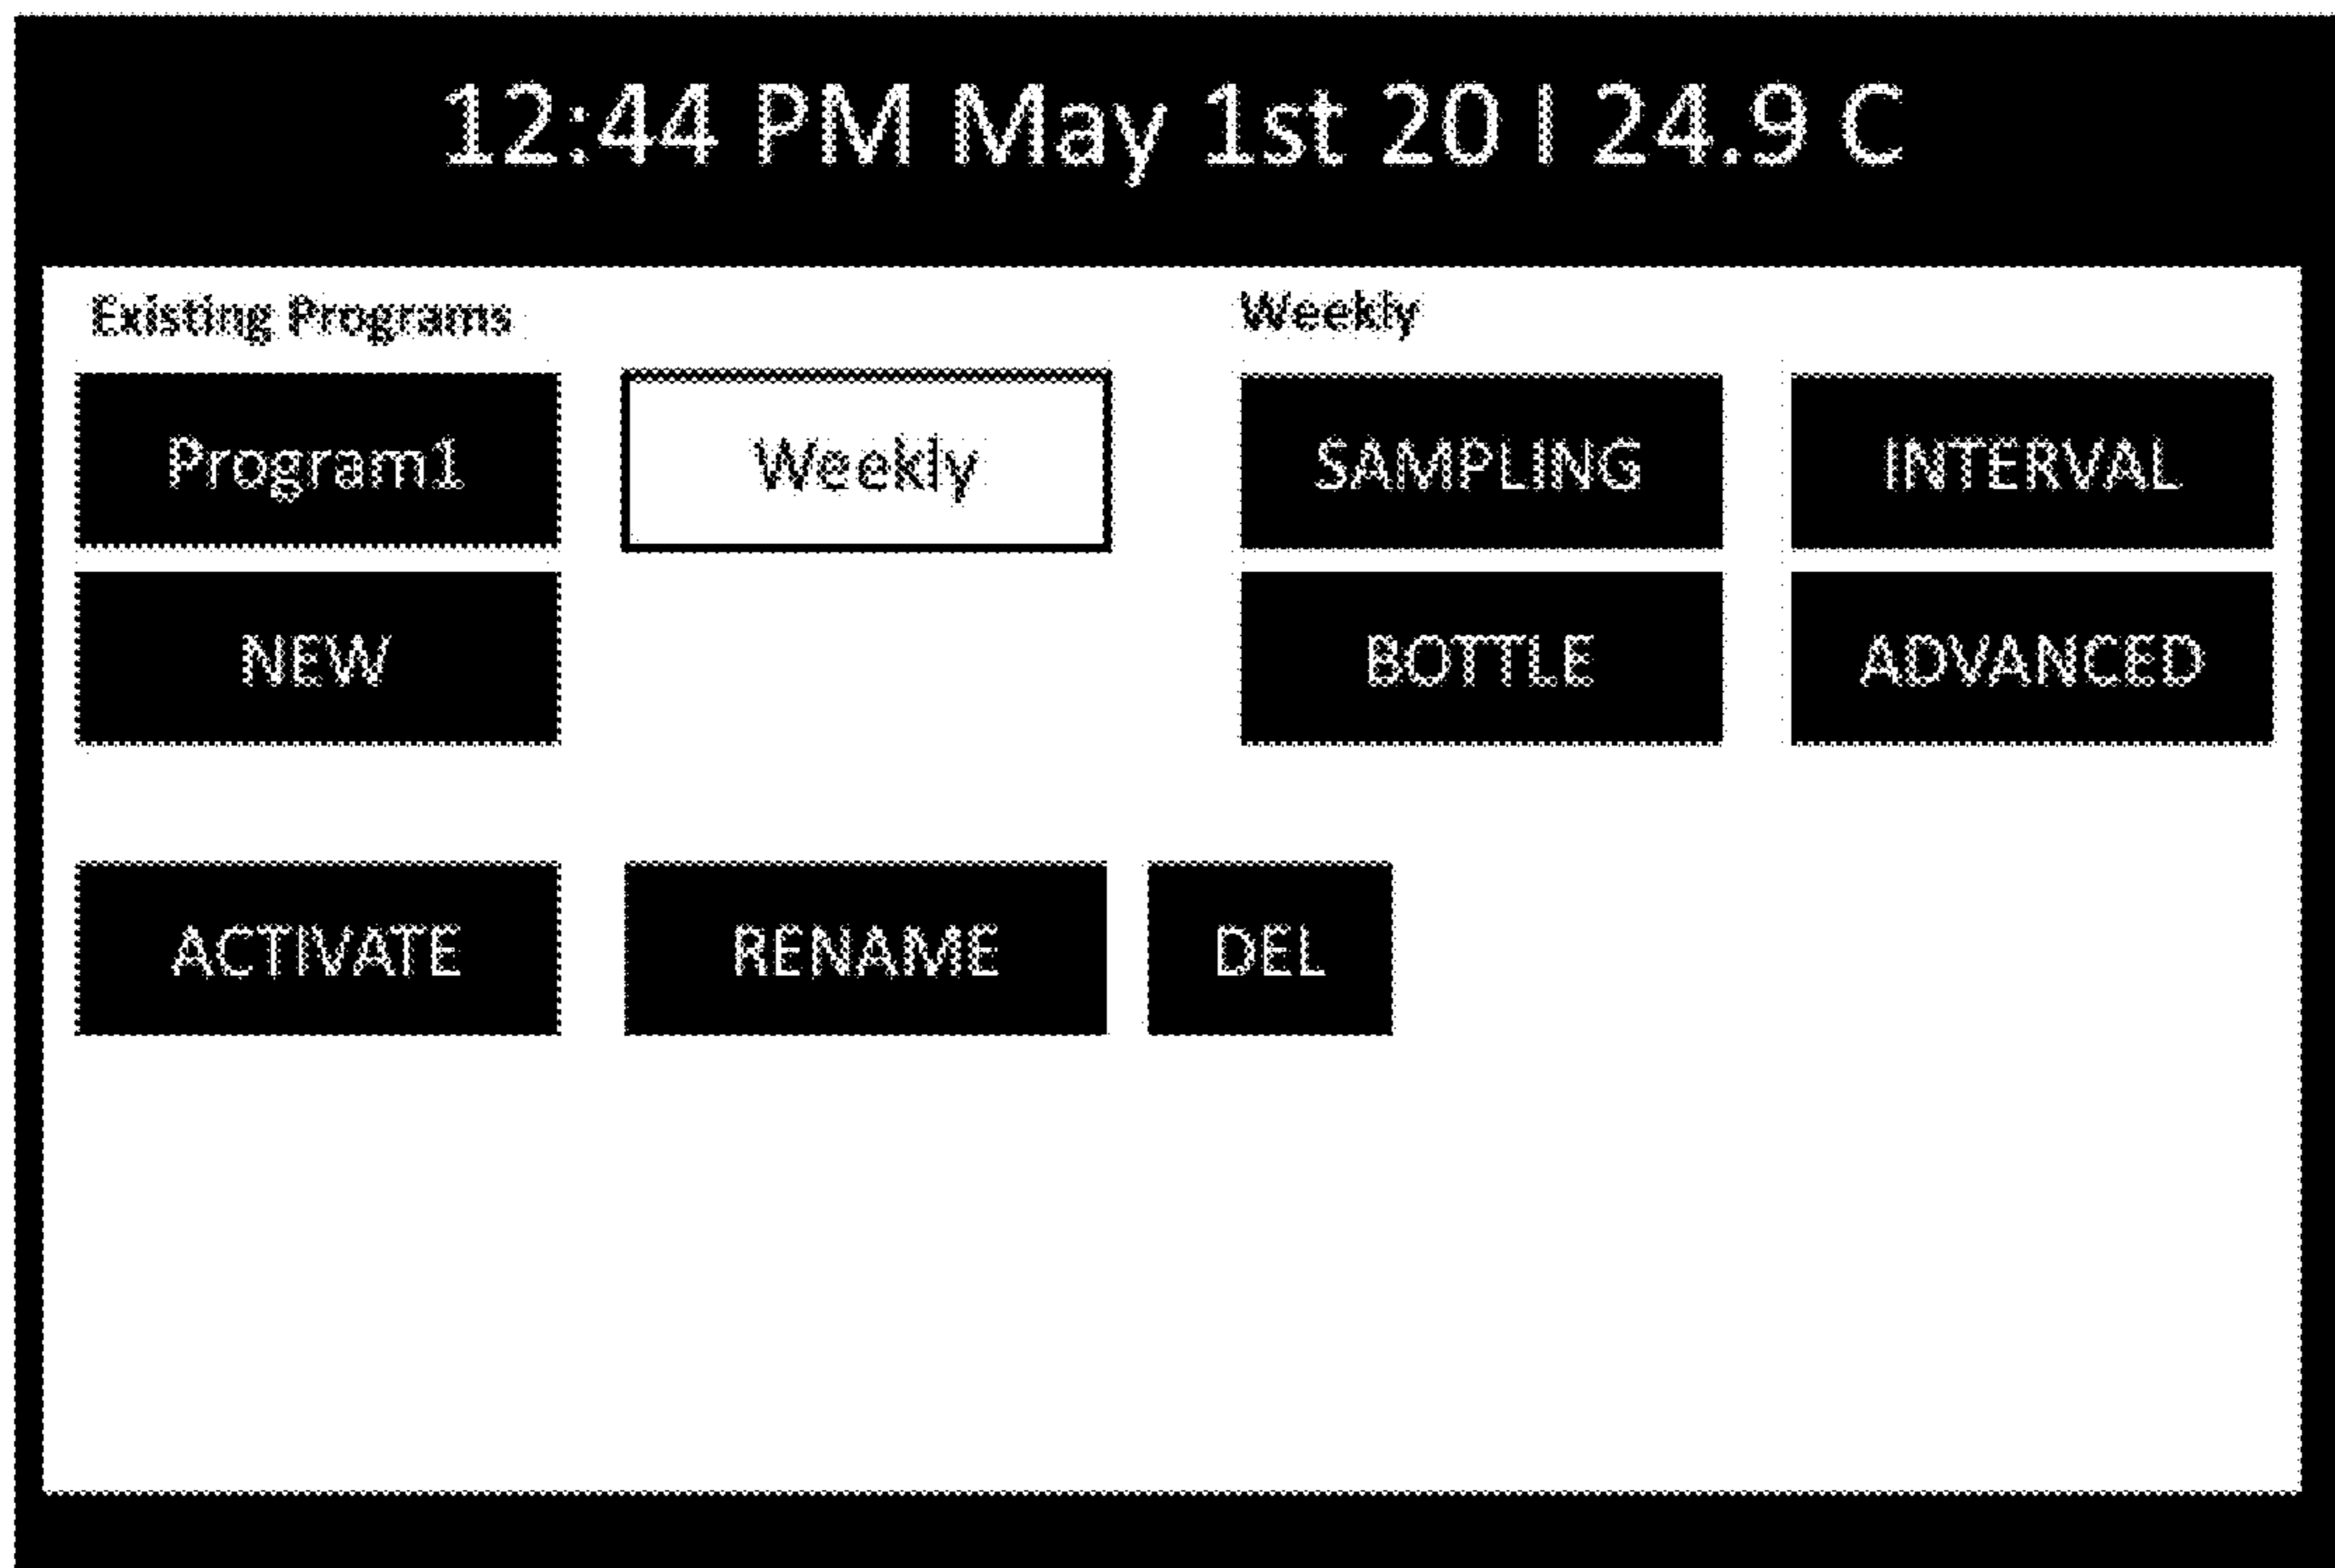 12:44 PM May 1st 20 | 24.9 C
Existing Programs
Program1 Weekly
NEW
Weekly
SAMPLING INTERVAL
BOTTLE ADVANCED
ACTIVATE RENAME DEL